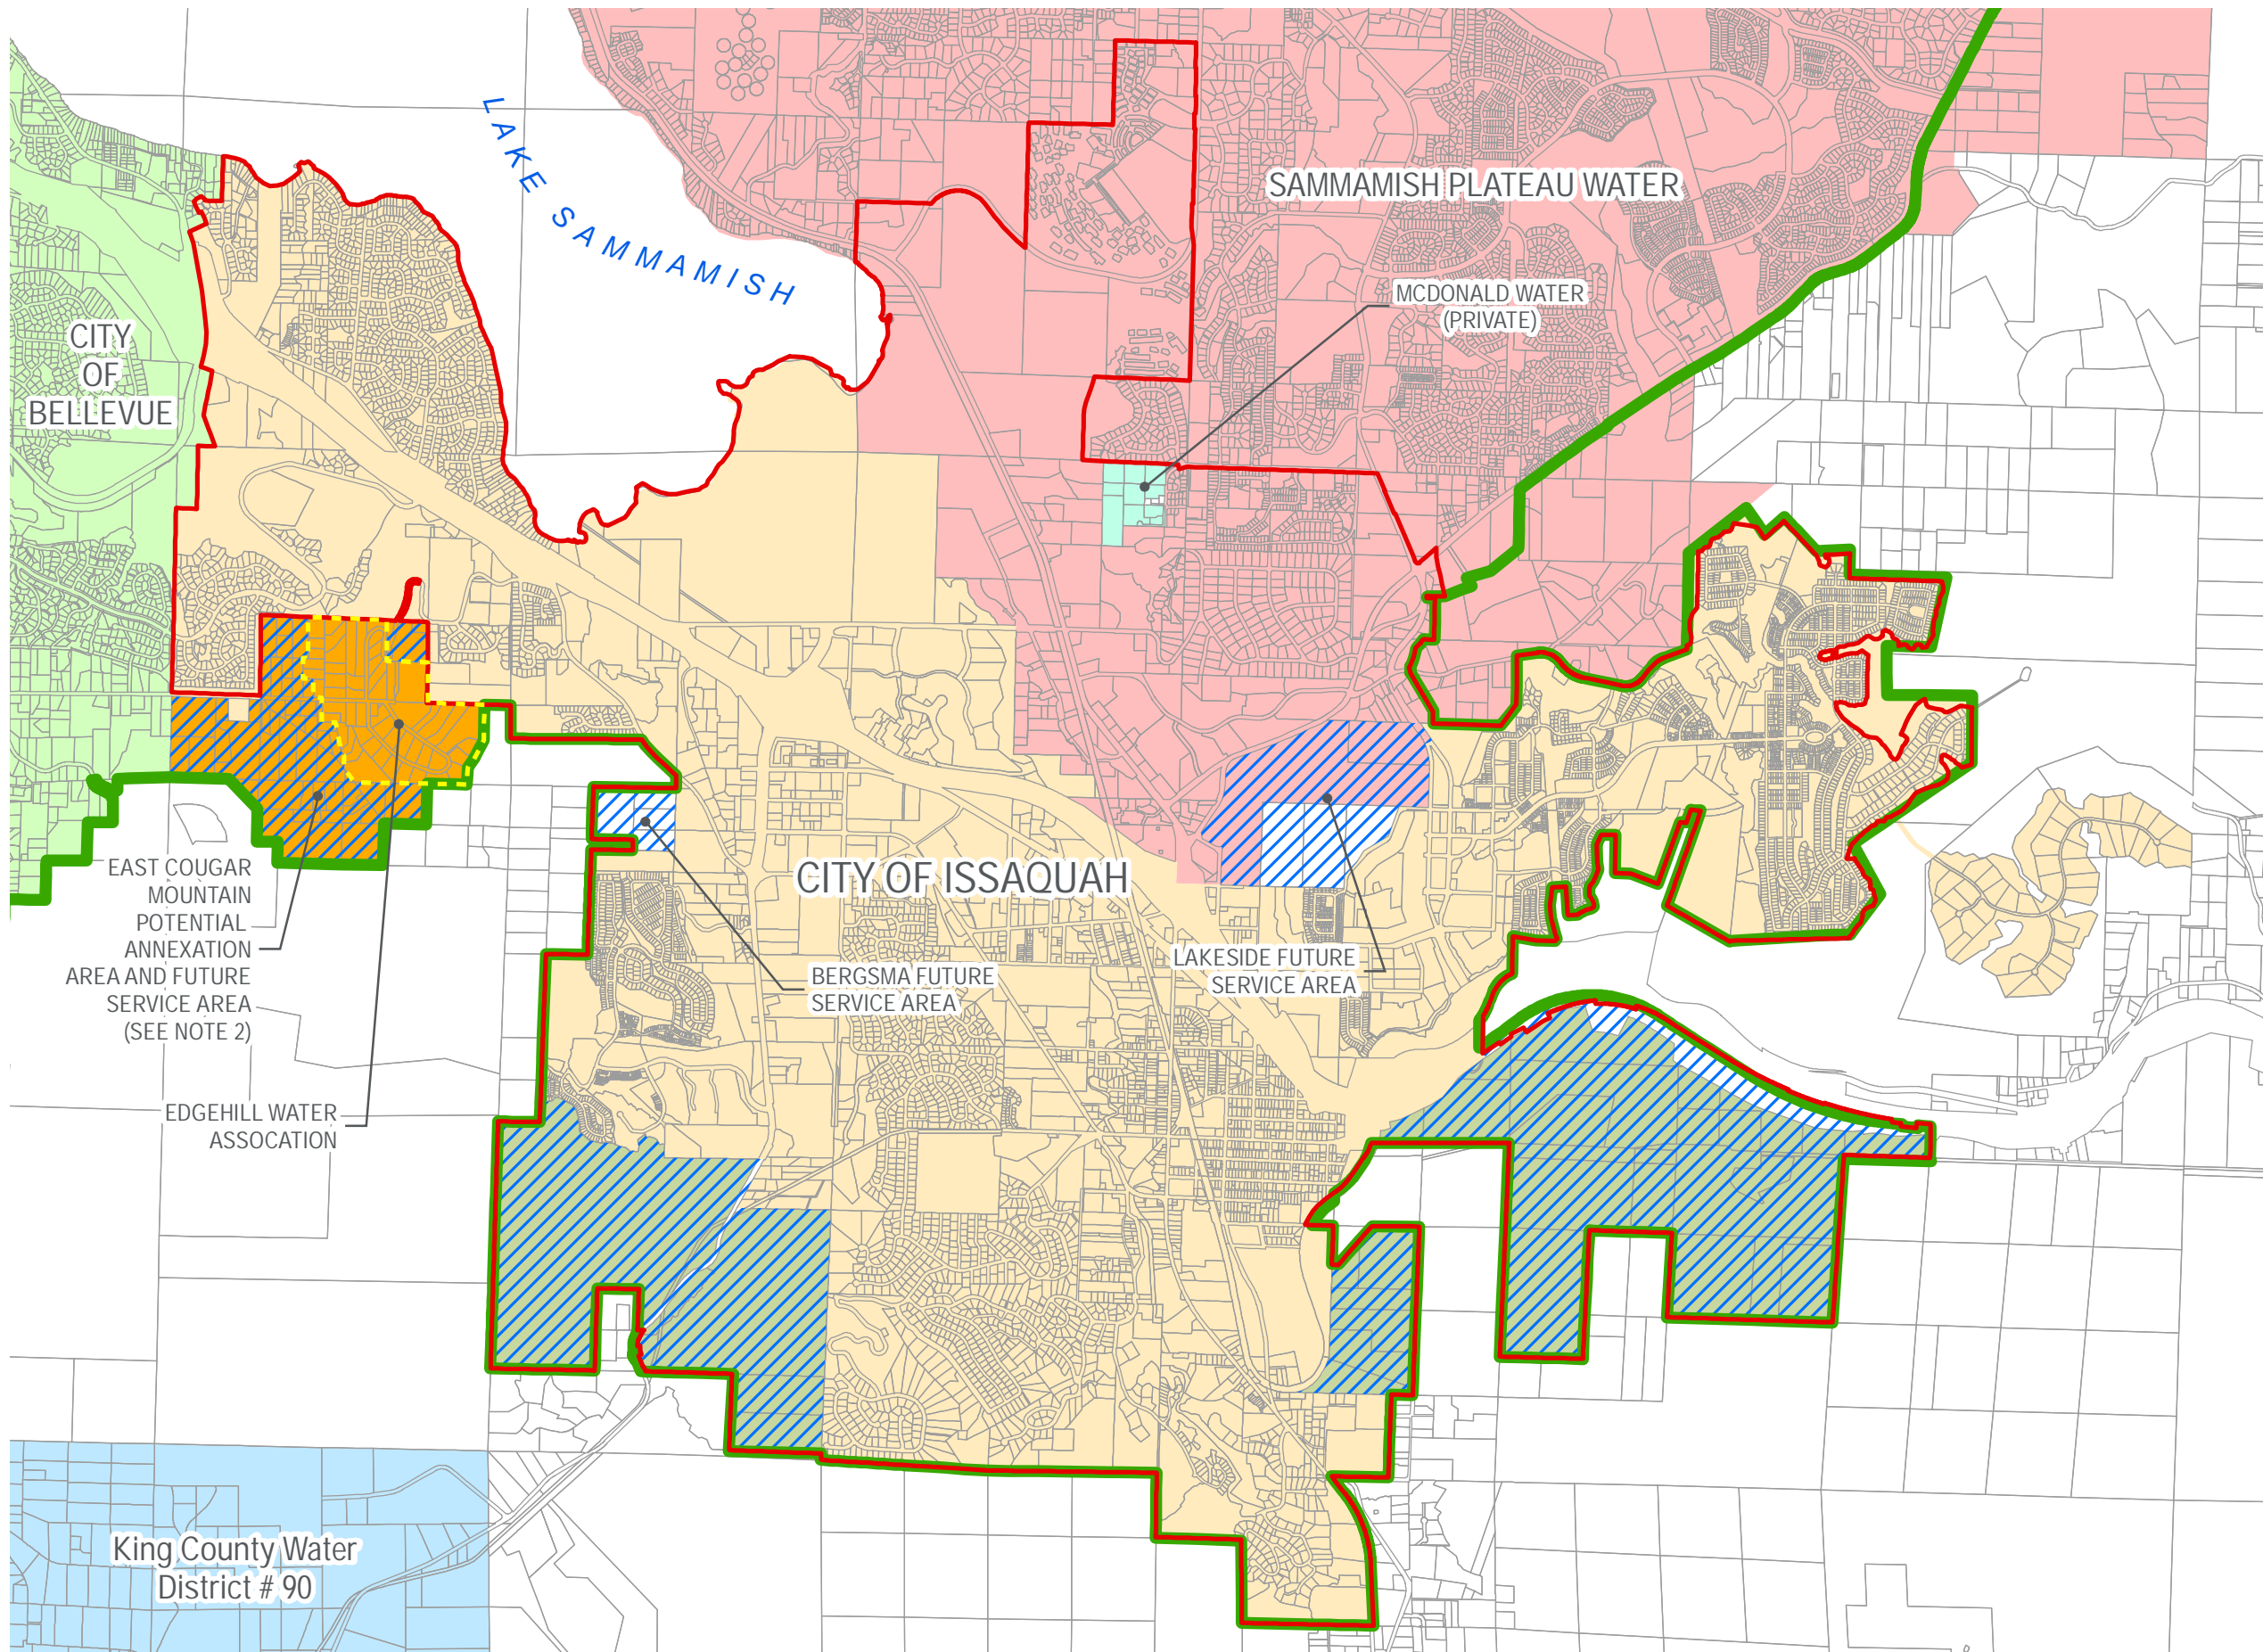 LAKE SAMMAMISH
SAMMAMISH PLATEAU WATER
MCDONALD WATER
(PRIVATE)
CITY
OF
BELLEVUE
CITY OF ISSAQUAH
EAST COUGAR
MOUNTAIN
POTENTIAL
ANNEXATION
AREA AND FUTURE
SERVICE AREA
(SEE NOTE 2)
BERGSMA FUTURE
SERVICE AREA
LAKESIDE FUTURE
SERVICE AREA
EDGEHILL WATER
ASSOCATION
King County Water
District # 90